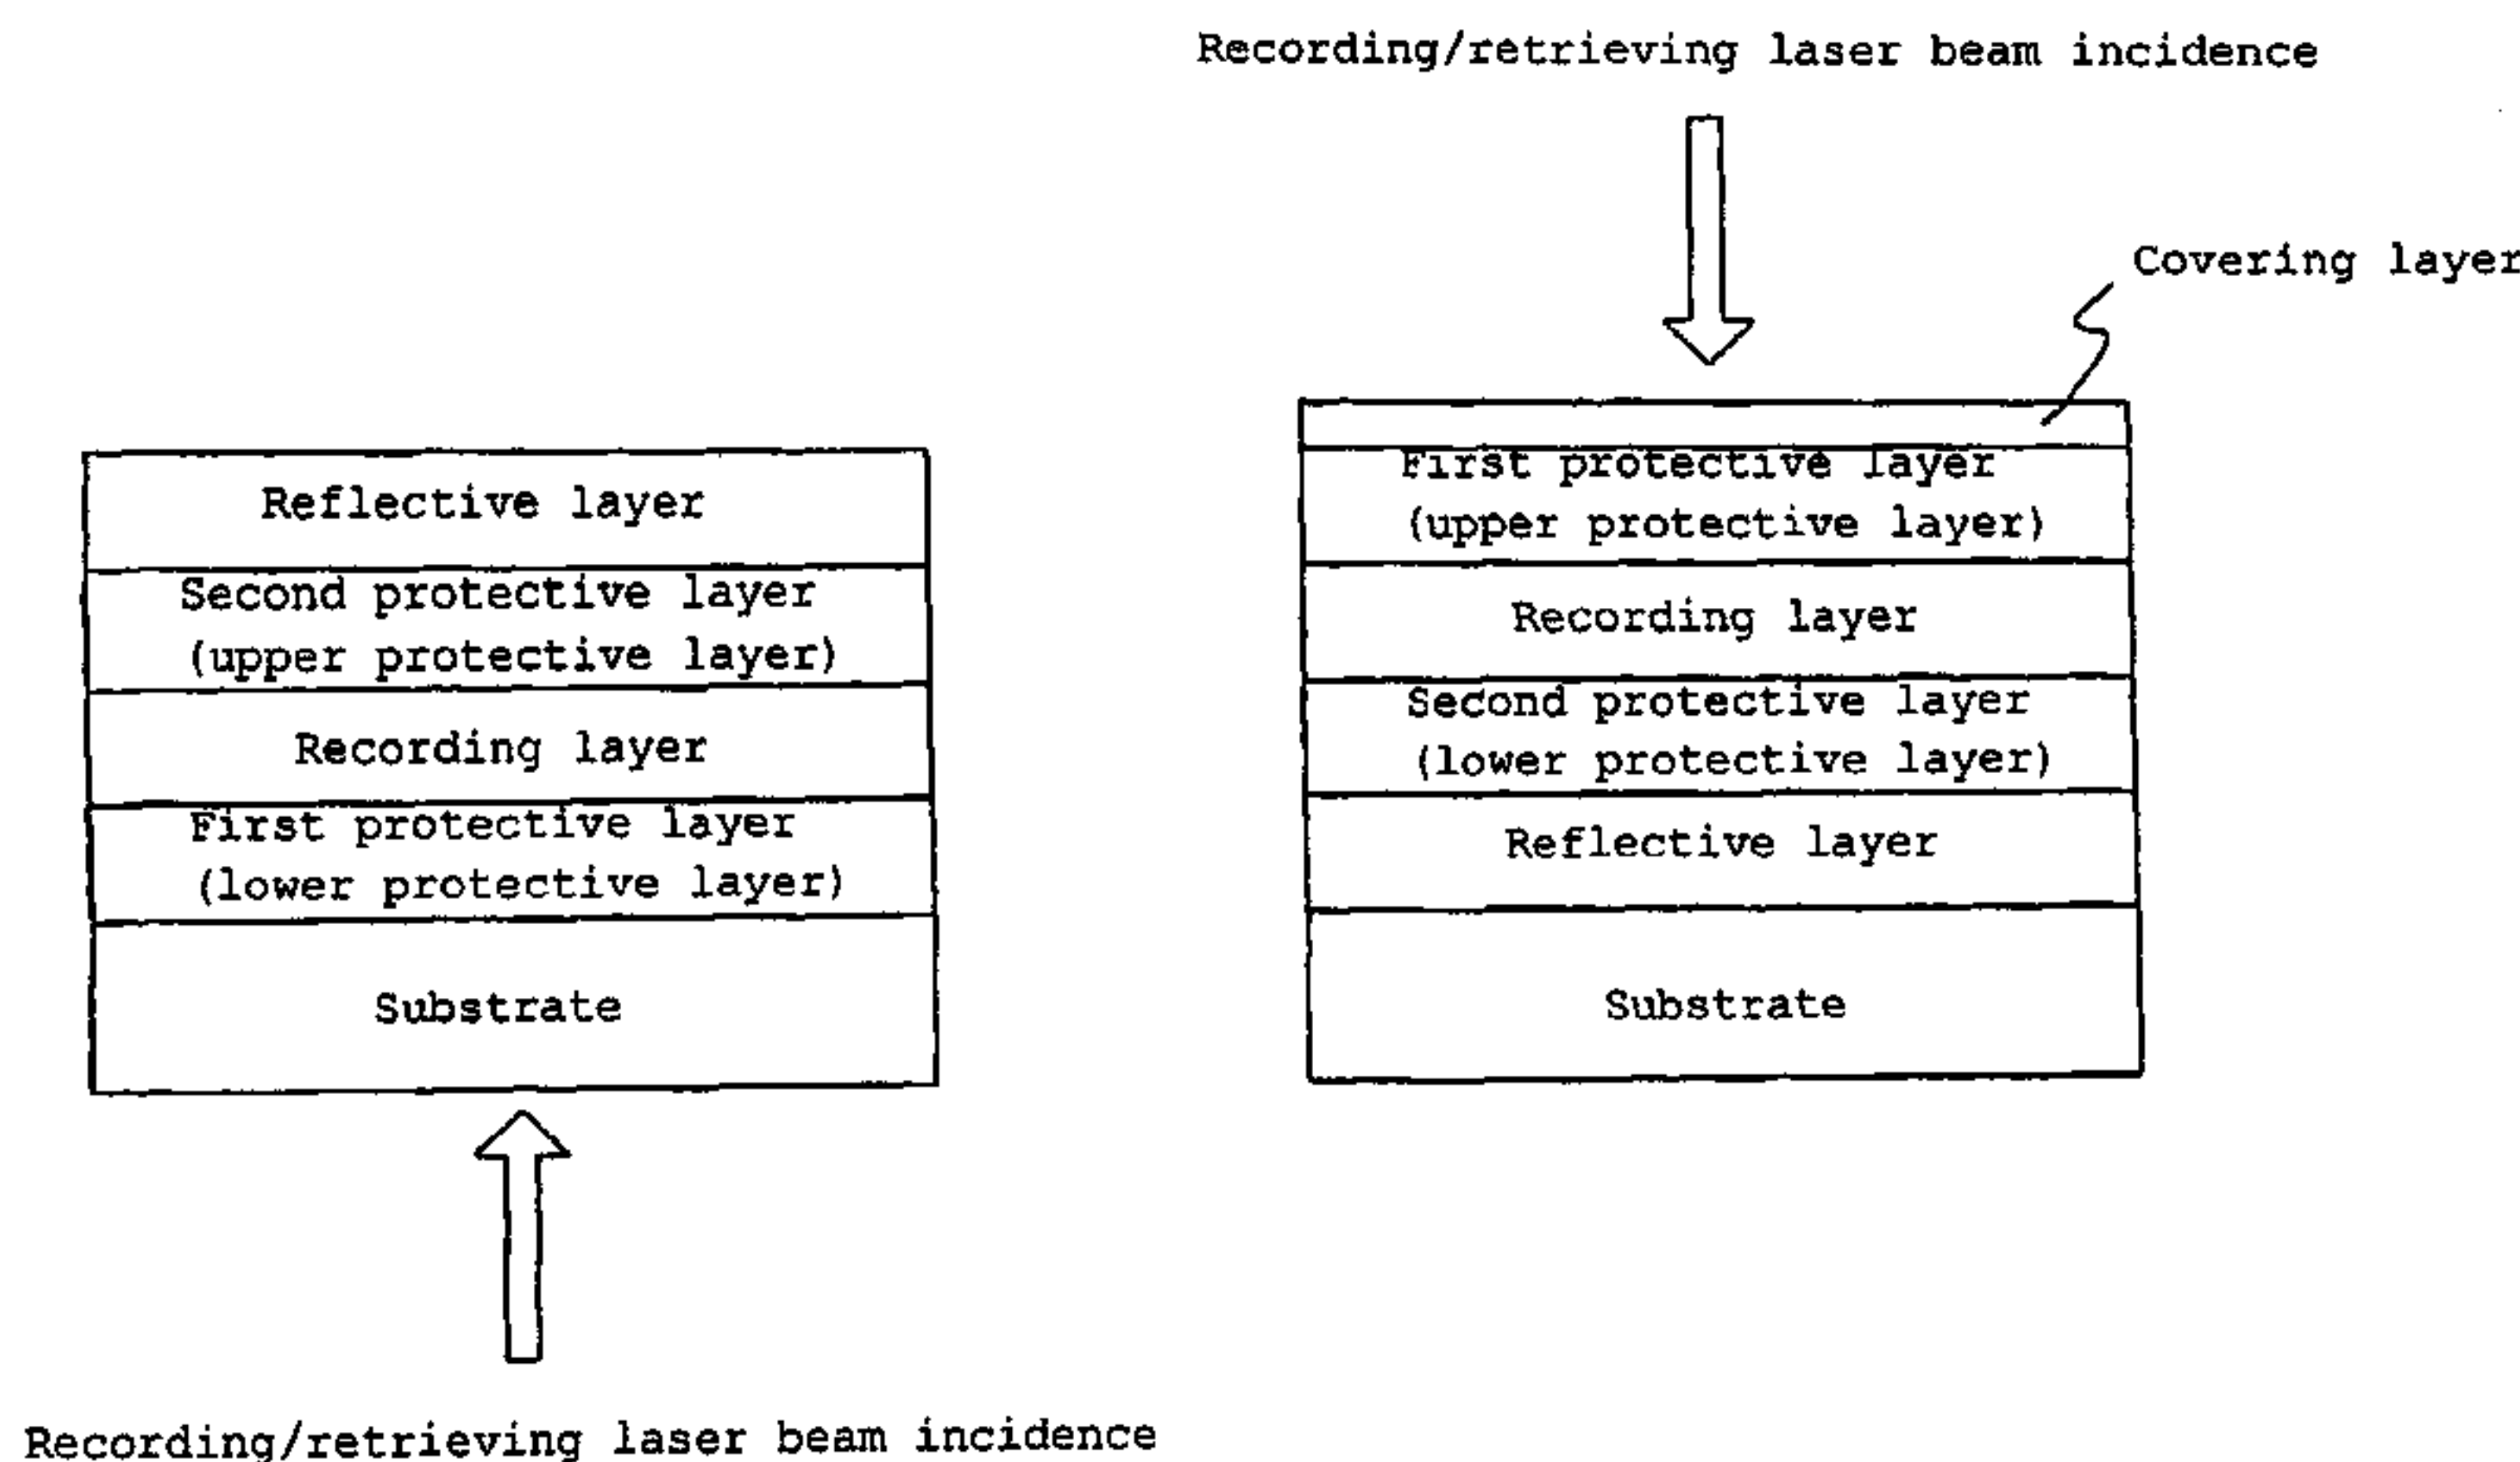 Recording/retrieving laser beam incidence
Covering layer
Reflective layer
Second protective layer
(upper protective layer)
Recording layer
First protective layer
(lower protective layer)
Substrate
Recording/retrieving laser beam incidence
First protective layer
(upper protective layer)
Recording layer
Second protective layer
(lower protective layer)
Reflective layer
Substrate